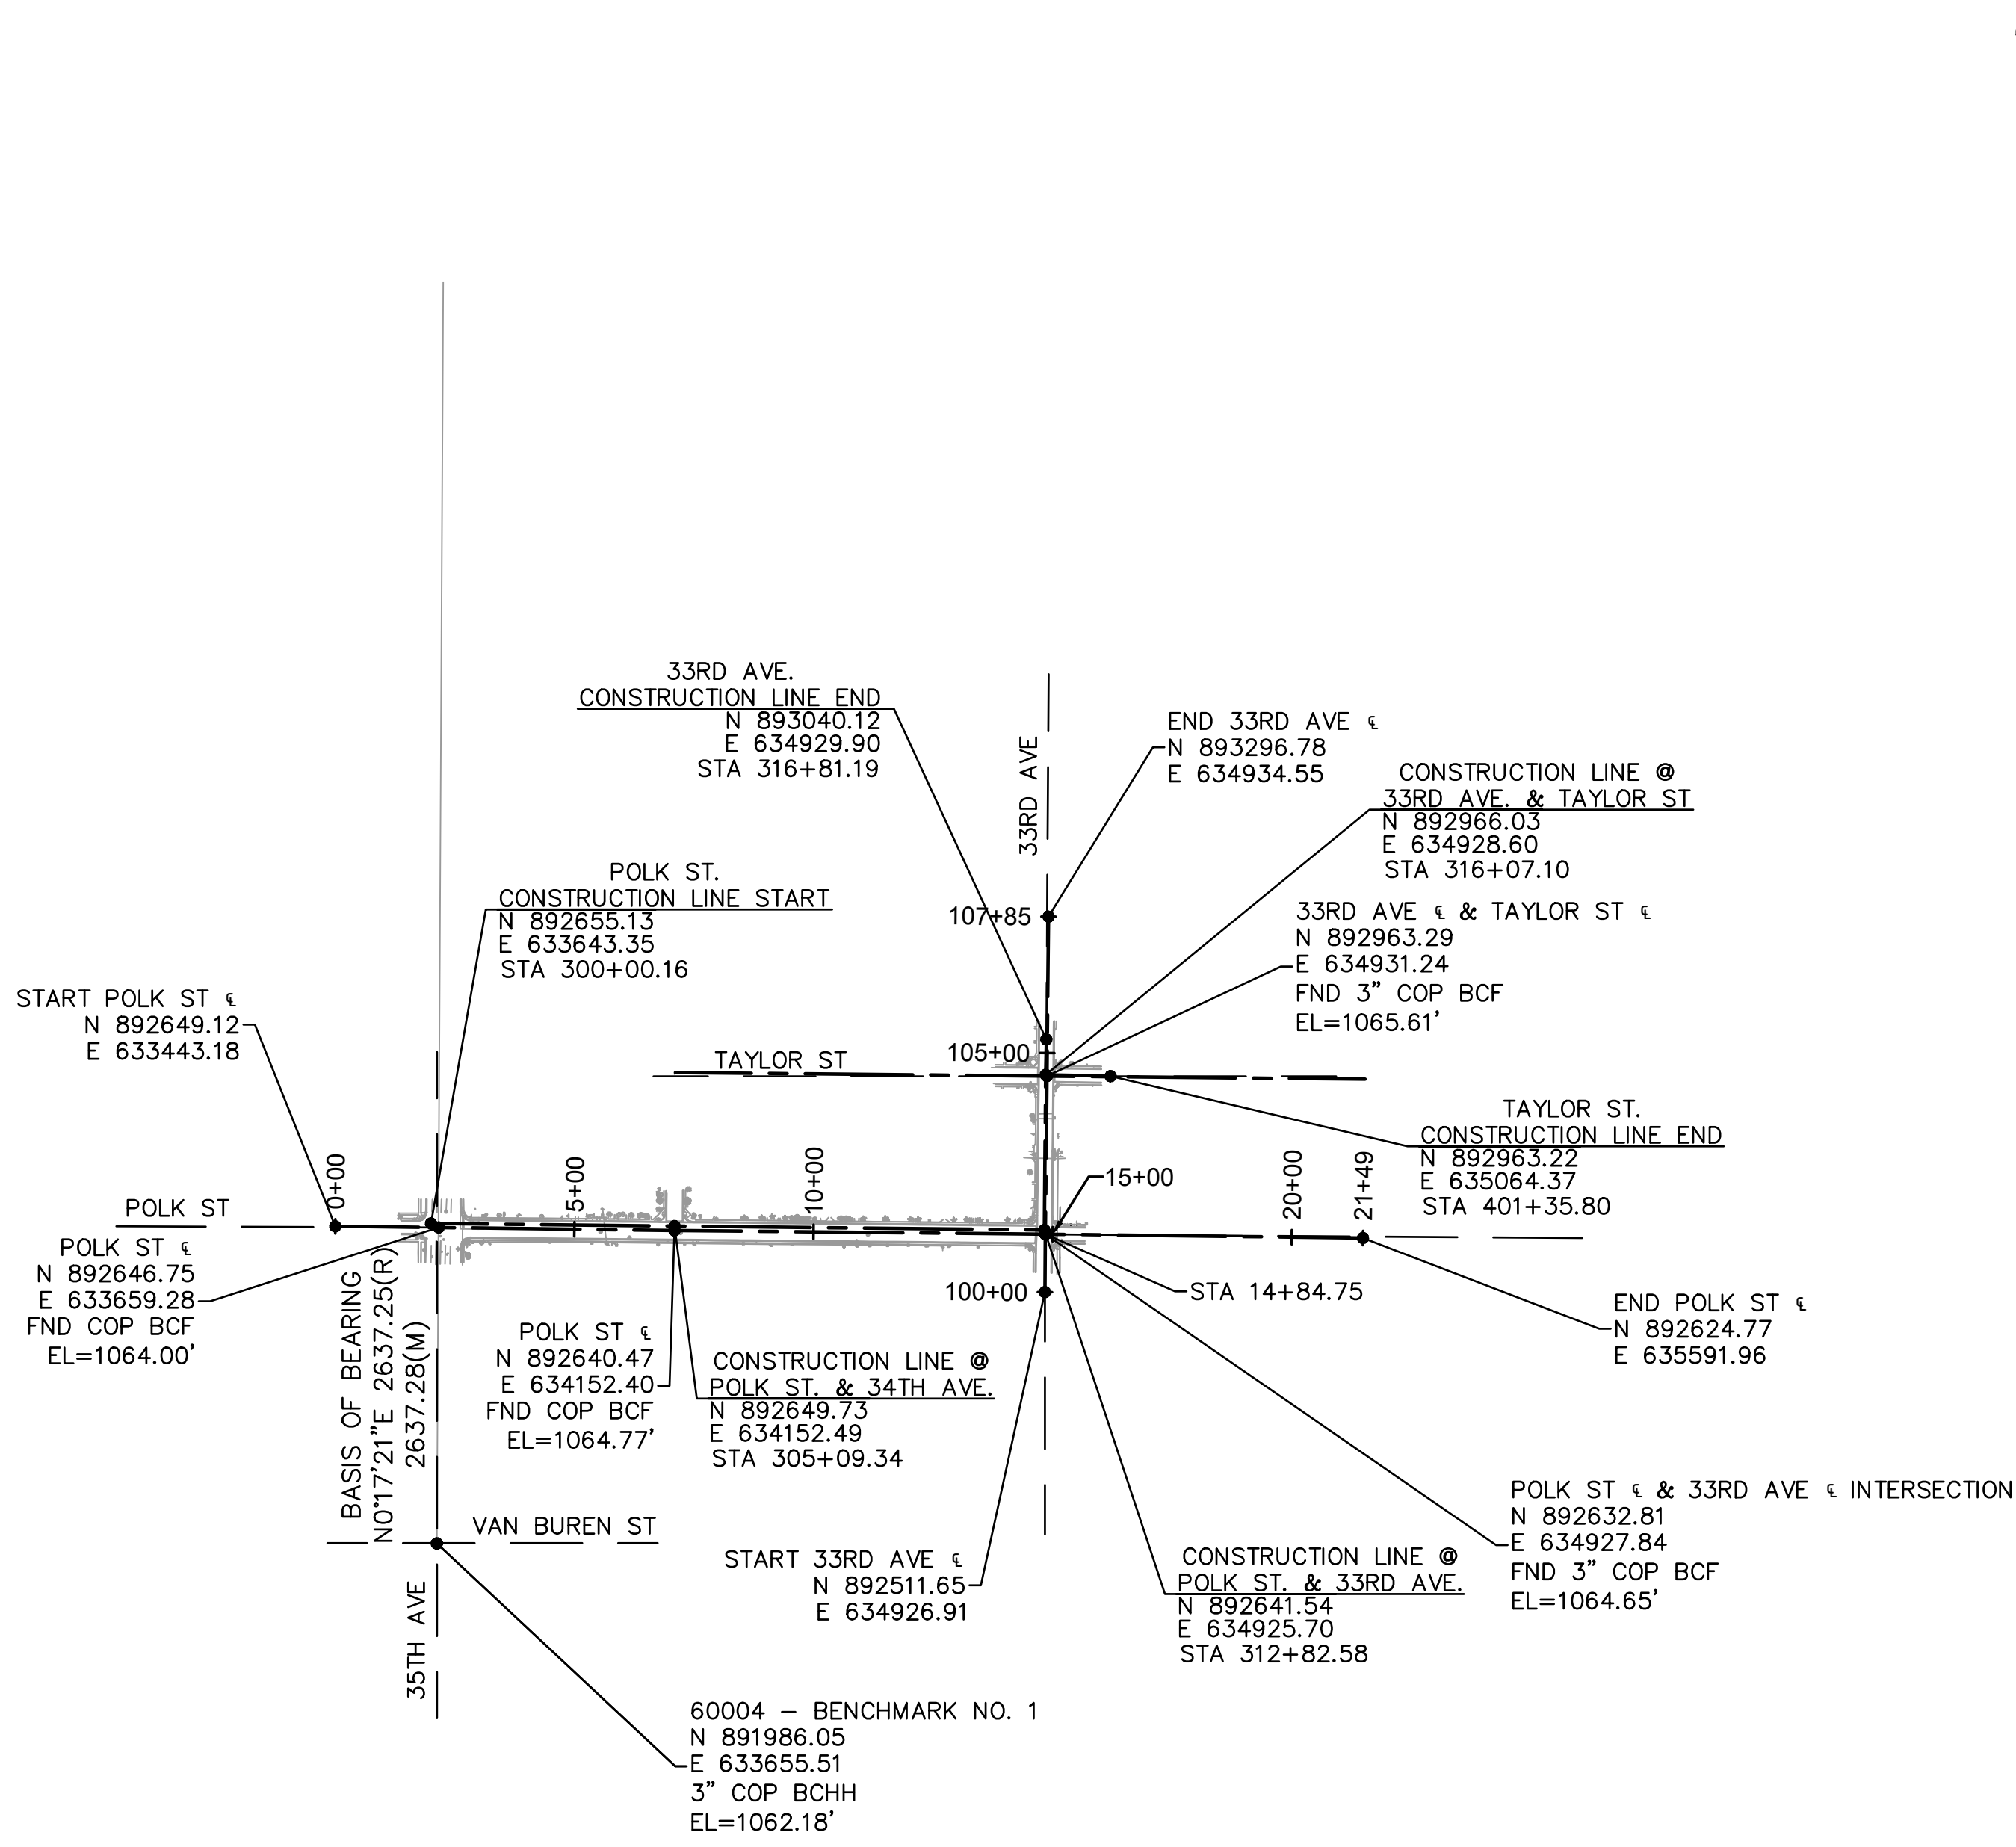 33RD AVE.
CONSTRUCTION LINE END
N 893040.12
E 634929.90
STA 316+81.19
33RD AVE
END 33RD AVE ℄
N 893296.78
E 634934.55
CONSTRUCTION LINE @
33RD AVE. & TAYLOR ST
N 892966.03
E 634928.60
STA 316+07.10
POLK ST.
CONSTRUCTION LINE START
N 892655.13
E 633643.35
STA 300+00.16
107+85
33RD AVE ℄ & TAYLOR ST ℄
N 892963.29
E 634931.24
FND 3" COP BCF
EL=1065.61'
START POLK ST ℄
N 892649.12
E 633443.18
TAYLOR ST
105+00
TAYLOR ST.
CONSTRUCTION LINE END
N 892963.22
E 635064.37
STA 401+35.80
POLK ST
0+00
5+00
10+00
15+00
20+00
21+49
POLK ST ℄
N 892646.75
E 633659.28
FND COP BCF
EL=1064.00'
BASIS OF BEARING
N0°17'21"E 2637.25(R)
2637.28(M)
POLK ST ℄
N 892640.47
E 634152.40
FND COP BCF
EL=1064.77'
CONSTRUCTION LINE @
POLK ST. & 34TH AVE.
N 892649.73
E 634152.49
STA 305+09.34
100+00
STA 14+84.75
END POLK ST ℄
N 892624.77
E 635591.96
VAN BUREN ST
35TH AVE
START 33RD AVE ℄
N 892511.65
E 634926.91
CONSTRUCTION LINE @
POLK ST. & 33RD AVE.
N 892641.54
E 634925.70
STA 312+82.58
POLK ST ℄ & 33RD AVE ℄ INTERSECTION
N 892632.81
E 634927.84
FND 3" COP BCF
EL=1064.65'
60004 - BENCHMARK NO. 1
N 891986.05
E 633655.51
3" COP BCHH
EL=1062.18'